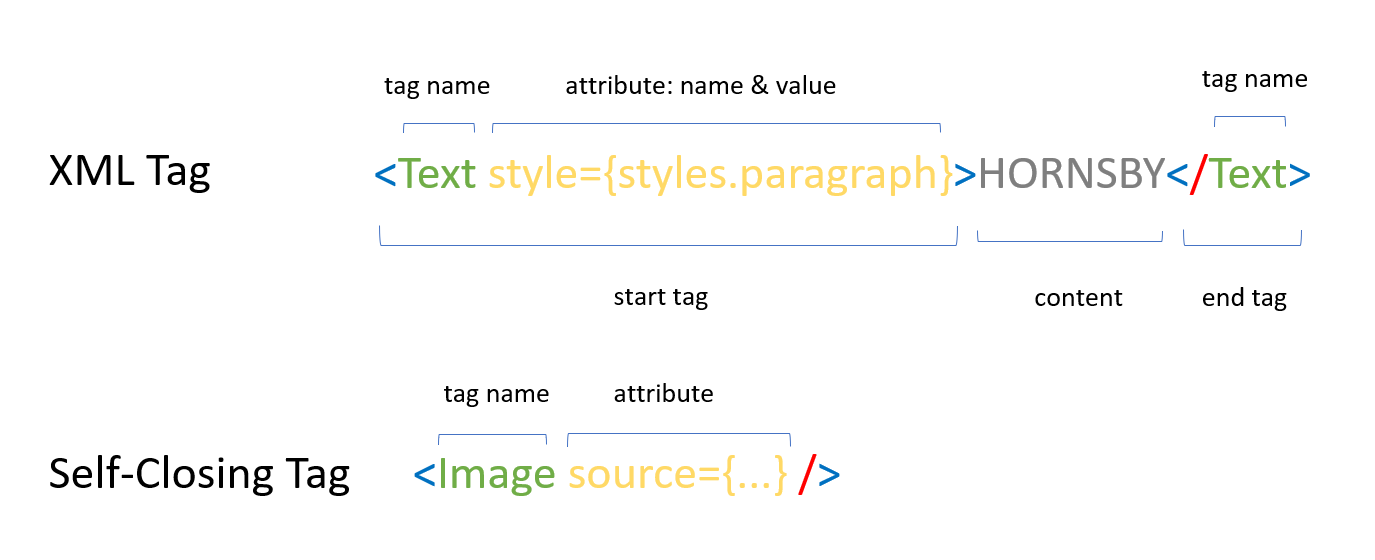 tag name attribute: name & value tag name
XML Tag <Text style={styles.paragraph}>HORNSBY</Text>
start tag content end tag
tag name attribute
Self-Closing Tag <Image source={...} />